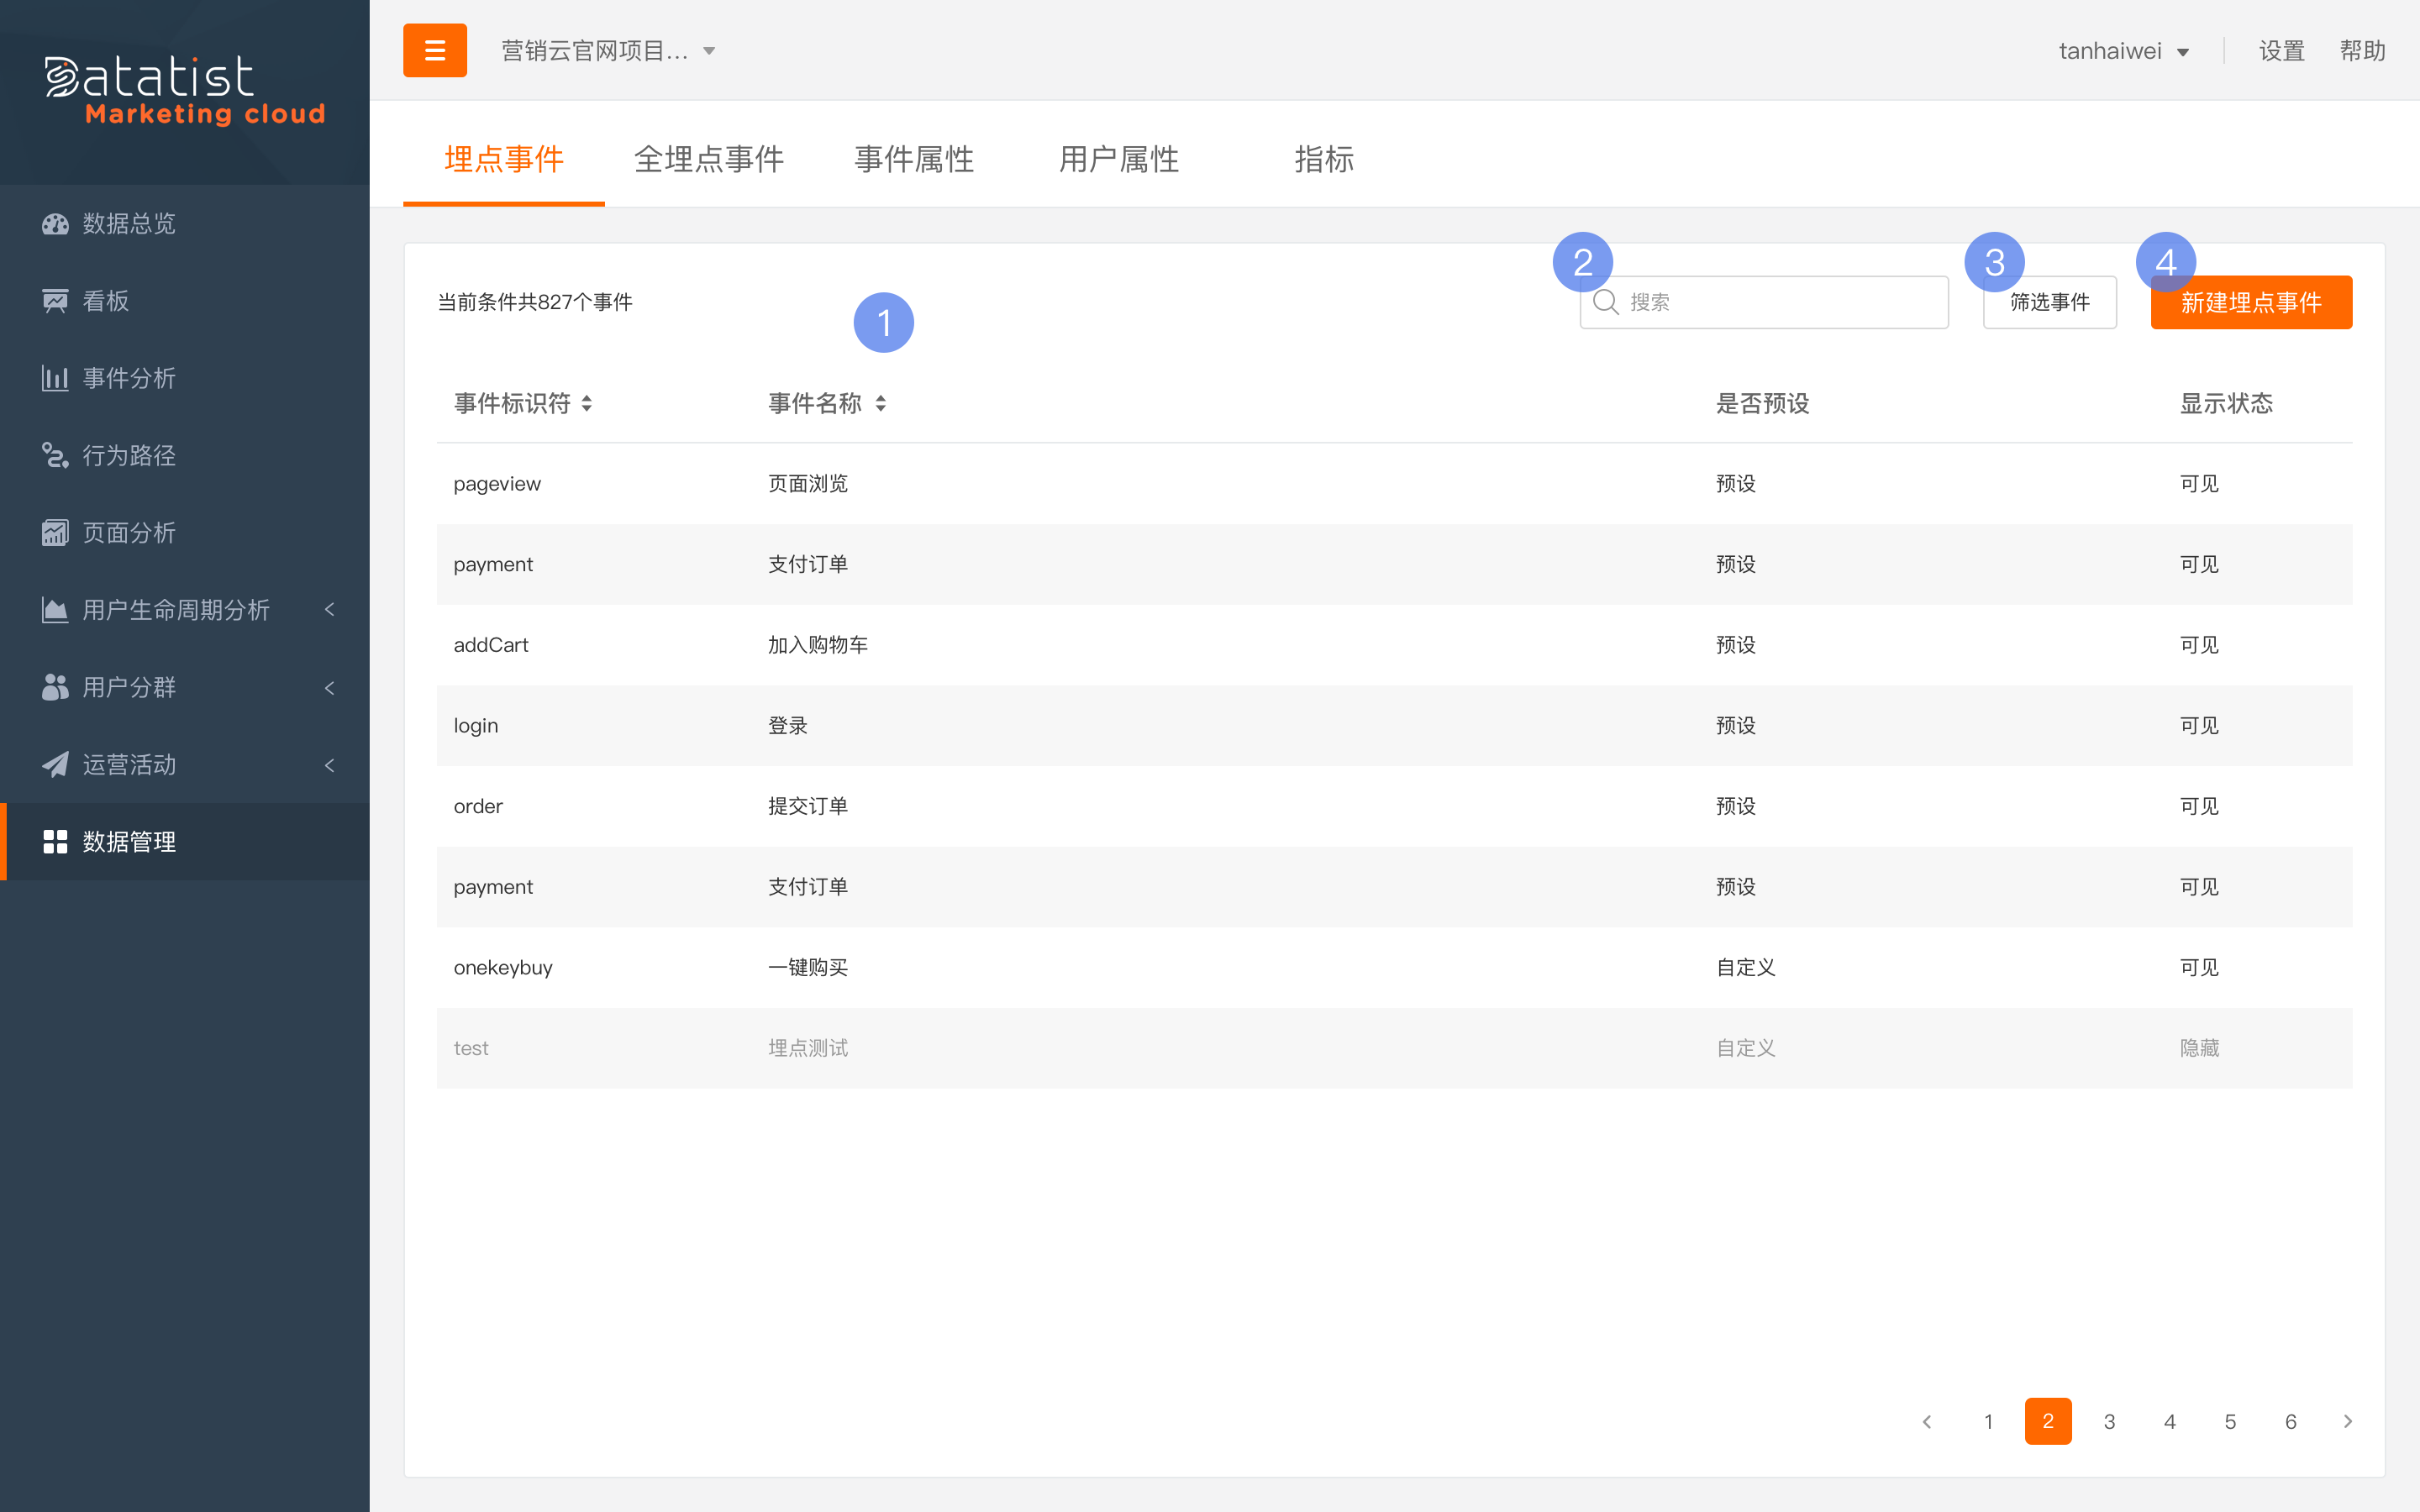 Datatist
Marketing cloud
数据总览
看板
事件分析
行为路径
页面分析
用户生命周期分析
用户分群
运营活动
数据管理
营销云官网项目...
tanhaiwei
设置
帮助
埋点事件
全埋点事件
事件属性
用户属性
指标
当前条件共827个事件
1
2
搜索
3
筛选事件
4
新建埋点事件
事件标识符 事件名称 是否预设 显示状态
pageview 页面浏览 预设 可见
payment 支付订单 预设 可见
addCart 加入购物车 预设 可见
login 登录 预设 可见
order 提交订单 预设 可见
payment 支付订单 预设 可见
onekeybuy 一键购买 自定义 可见
test 埋点测试 自定义 隐藏
1 2 3 4 5 6